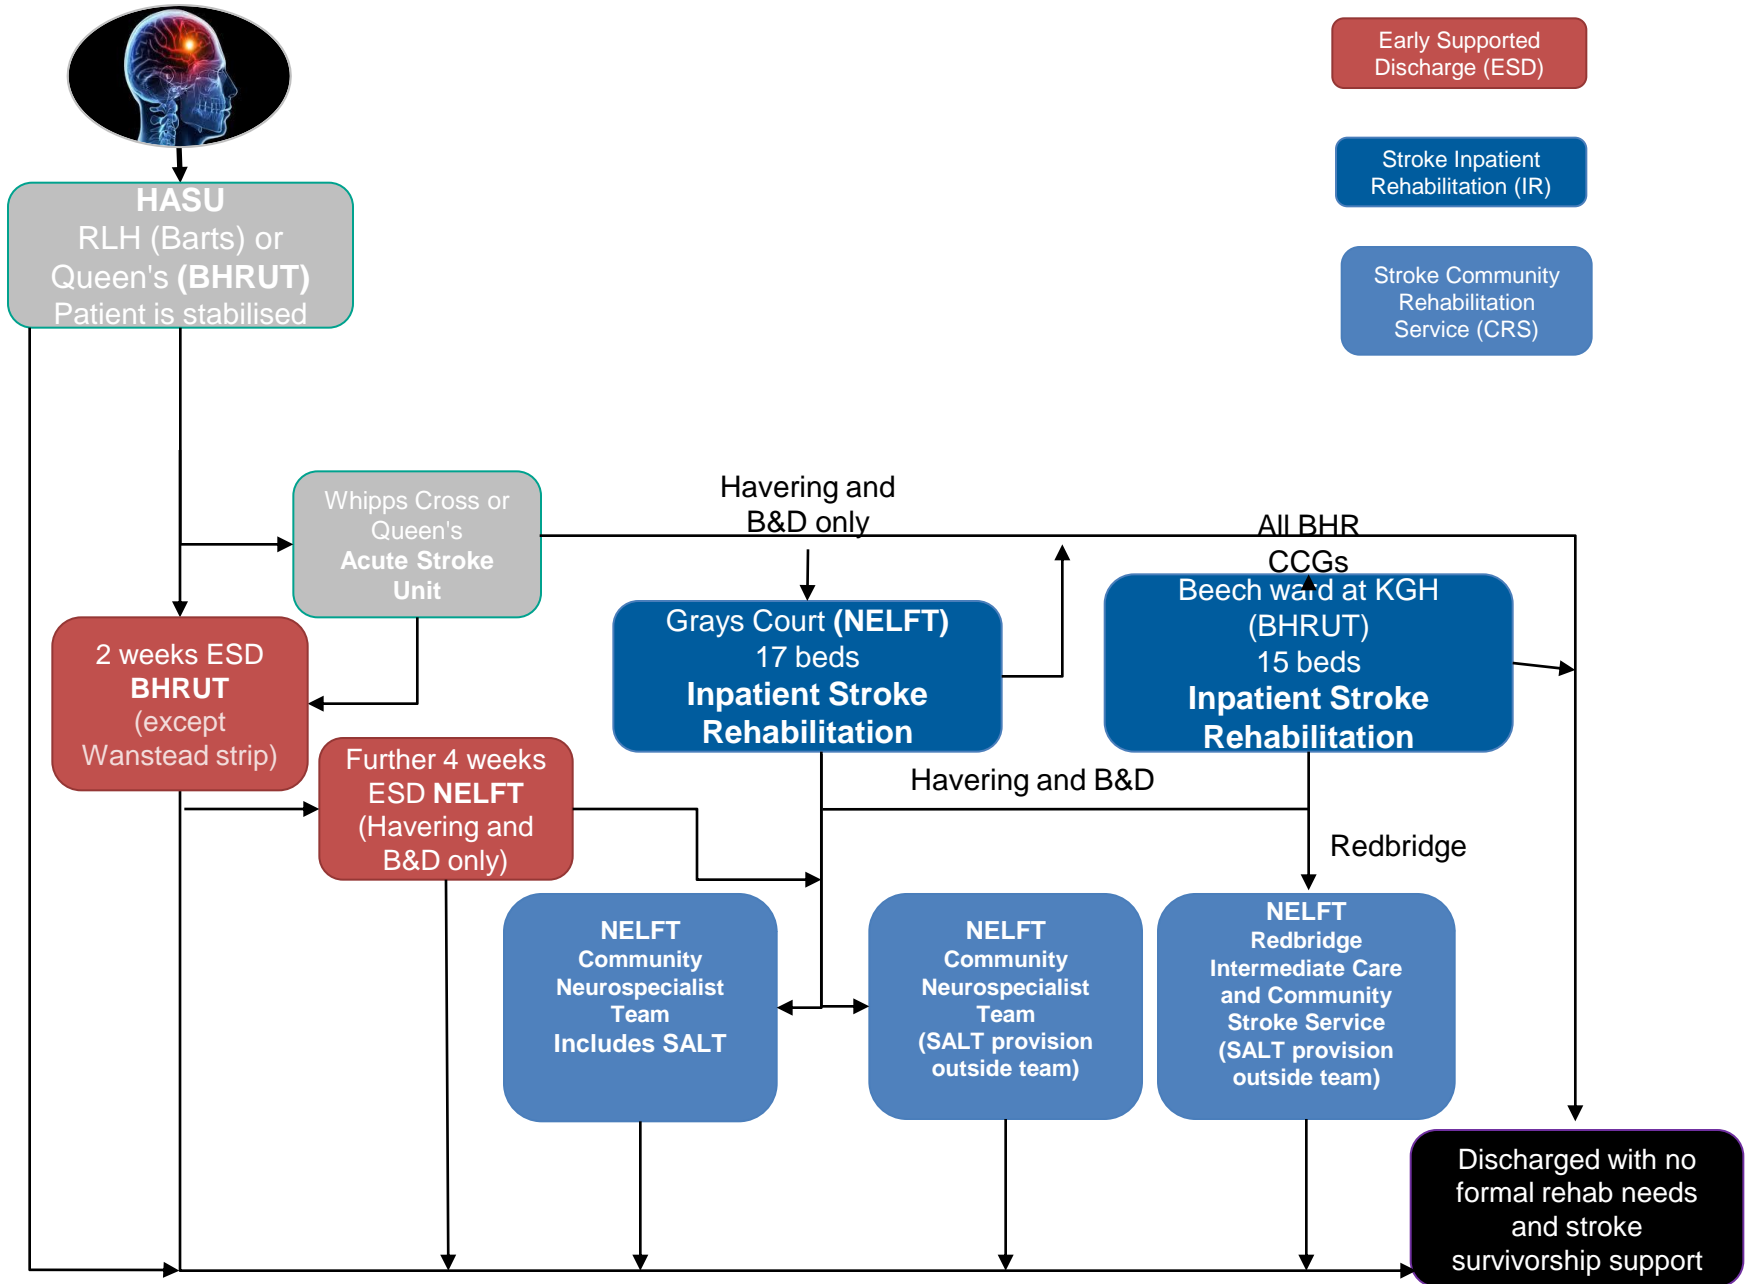 Early Supported
Discharge (ESD)
Stroke Inpatient
Rehabilitation (IR)
Stroke Community
Rehabilitation
Service (CRS)
HASU
RLH (Barts) or
Queen's (BHRUT)
Patient is stabilised
Whipps Cross or
Queen's
Acute Stroke
Unit
Havering and
B&D only
All BHR
CCGs
2 weeks ESD
BHRUT
(except
Wanstead strip)
Grays Court (NELFT)
17 beds
Inpatient Stroke
Rehabilitation
Beech ward at KGH
(BHRUT)
15 beds
Inpatient Stroke
Rehabilitation
Further 4 weeks
ESD NELFT
(Havering and
B&D only)
Havering and B&D
Redbridge
NELFT
Community
Neurospecialist
Team
Includes SALT
NELFT
Community
Neurospecialist
Team
(SALT provision
outside team)
NELFT
Redbridge
Intermediate Care
and Community
Stroke Service
(SALT provision
outside team)
Discharged with no
formal rehab needs
and stroke
survivorship support